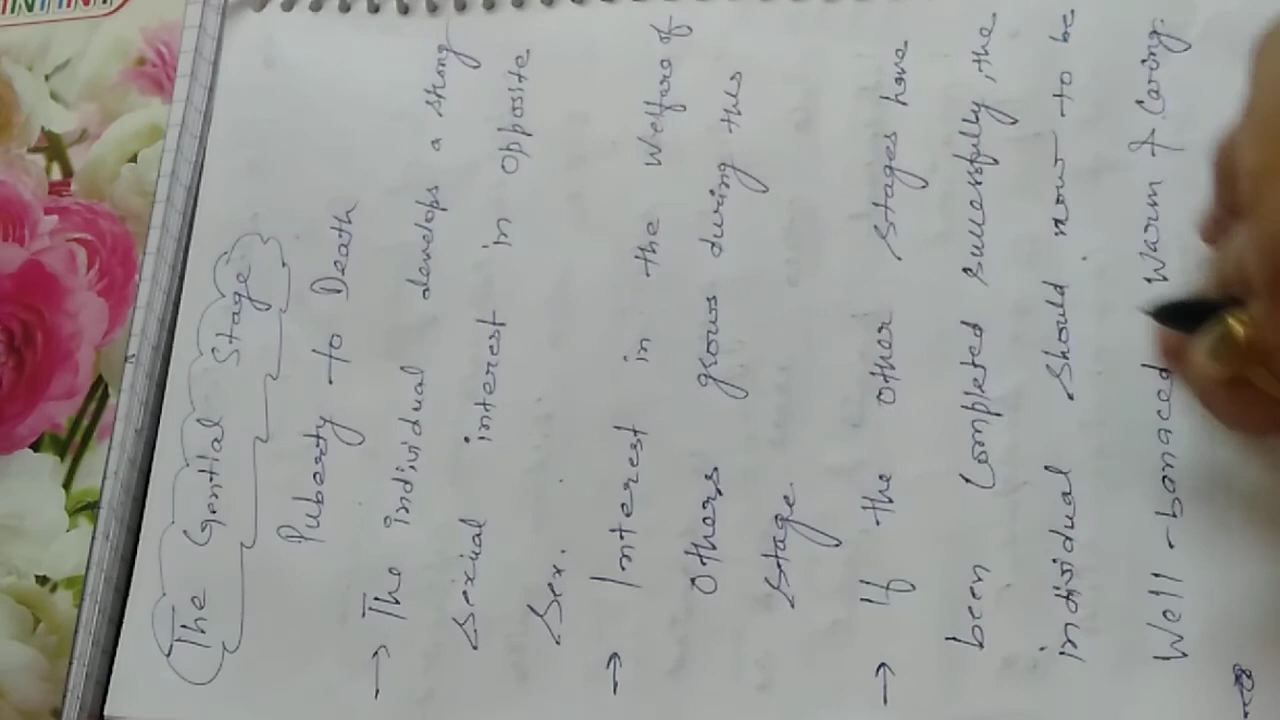 The Gential Stage
Puberty to Death
→ The individual develops a strong
sexual interest in opposite
sex.
→ Interest in the Welfare of
Others grows during this
stage.
→ If the other stages have
been Completed successfully, the
individual should now to be
Well-bonaced warm & Caring.